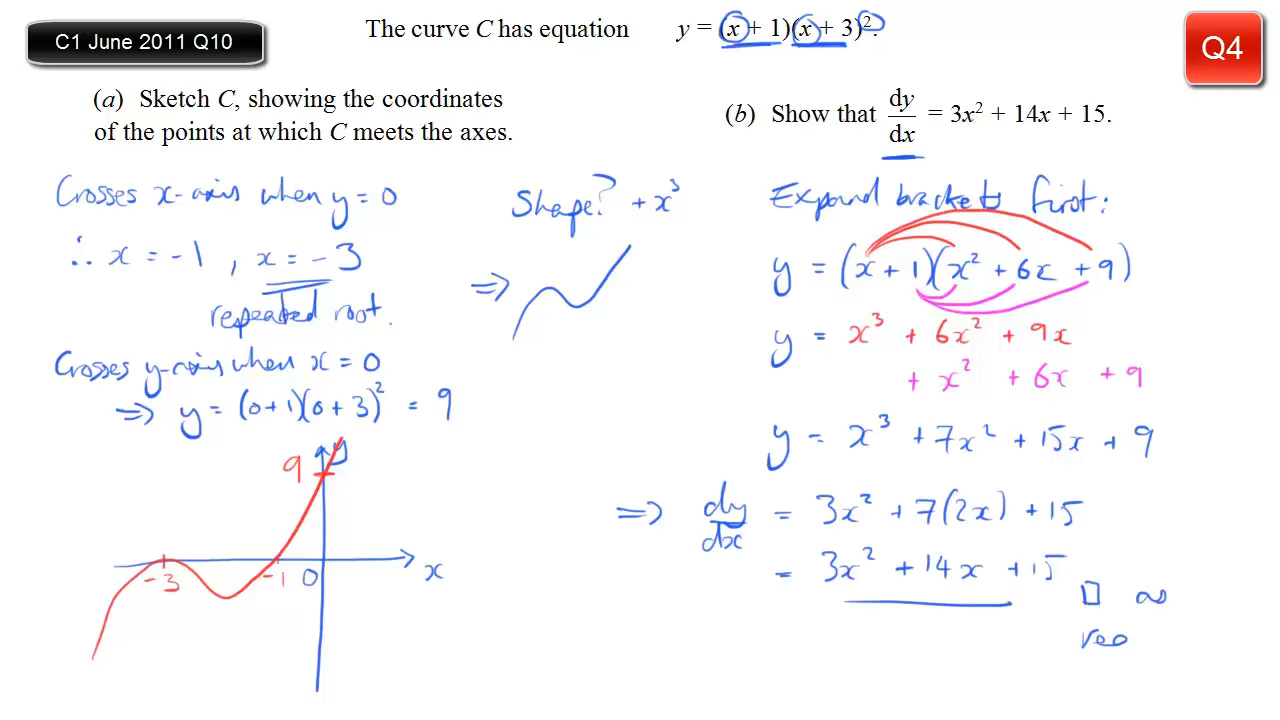 C1 June 2011 Q10
The curve C has equation y = (x + 1)(x + 3)².
Q4
(a) Sketch C, showing the coordinates
of the points at which C meets the axes.
Crosses x-axis when y = 0
∴ x = -1 , x = -3
repeated root.
Shape? + x³
⇒
Crosses y-axis when x = 0
⇒ y = (0+1)(0+3)² = 9
y
9
-3
-1
0
x
(b) Show that dy/dx = 3x² + 14x + 15.
Expand brackets first:
y = (x + 1)(x² + 6x + 9)
y = x³ + 6x² + 9x
+ x² + 6x + 9
y = x³ + 7x² + 15x + 9
⇒ dy/dx = 3x² + 7(2x) + 15
= 3x² + 14x + 15
▯ as
req